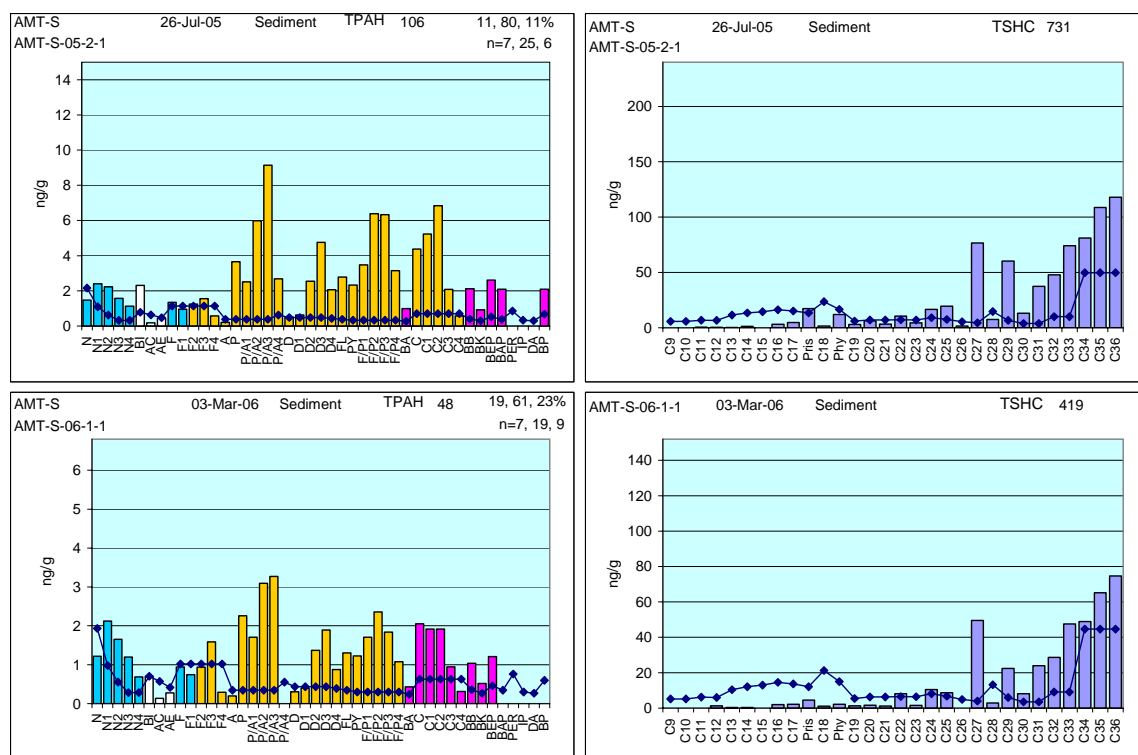 AMT-S 26-Jul-05 Sediment TPAH 106 11, 80, 11%
AMT-S-05-2-1 n=7, 25, 6
14
12
10
8
6
4
2
0
ng/g
N N1 N2 N3 N4 BI AC AE F F1 F2 F3 F4 A P P/A1 P/A2 P/A3 P/A4 D D1 D2 D3 D4 FL PY F/P1 F/P2 F/P3 F/P4 BA C C1 C2 C3 C4 BB BK BEP BAP PER IP DA BP
AMT-S 26-Jul-05 Sediment TSHC 731
AMT-S-05-2-1
200
150
100
50
0
ng/g
C9 C10 C11 C12 C13 C14 C15 C16 C17 Pris C18 Phy C19 C20 C21 C22 C23 C24 C25 C26 C27 C28 C29 C30 C31 C32 C33 C34 C35 C36
AMT-S 03-Mar-06 Sediment TPAH 48 19, 61, 23%
AMT-S-06-1-1 n=7, 19, 9
6
5
4
3
2
1
0
ng/g
N N1 N2 N3 N4 BI AC AE F F1 F2 F3 F4 A P P/A1 P/A2 P/A3 P/A4 D D1 D2 D3 D4 FL PY F/P1 F/P2 F/P3 F/P4 BA C C1 C2 C3 C4 BB BK BEP BAP PER IP DA BP
AMT-S-06-1-1 03-Mar-06 Sediment TSHC 419
140
120
100
80
60
40
20
0
ng/g
C9 C10 C11 C12 C13 C14 C15 C16 C17 Pris C18 Phy C19 C20 C21 C22 C23 C24 C25 C26 C27 C28 C29 C30 C31 C32 C33 C34 C35 C36